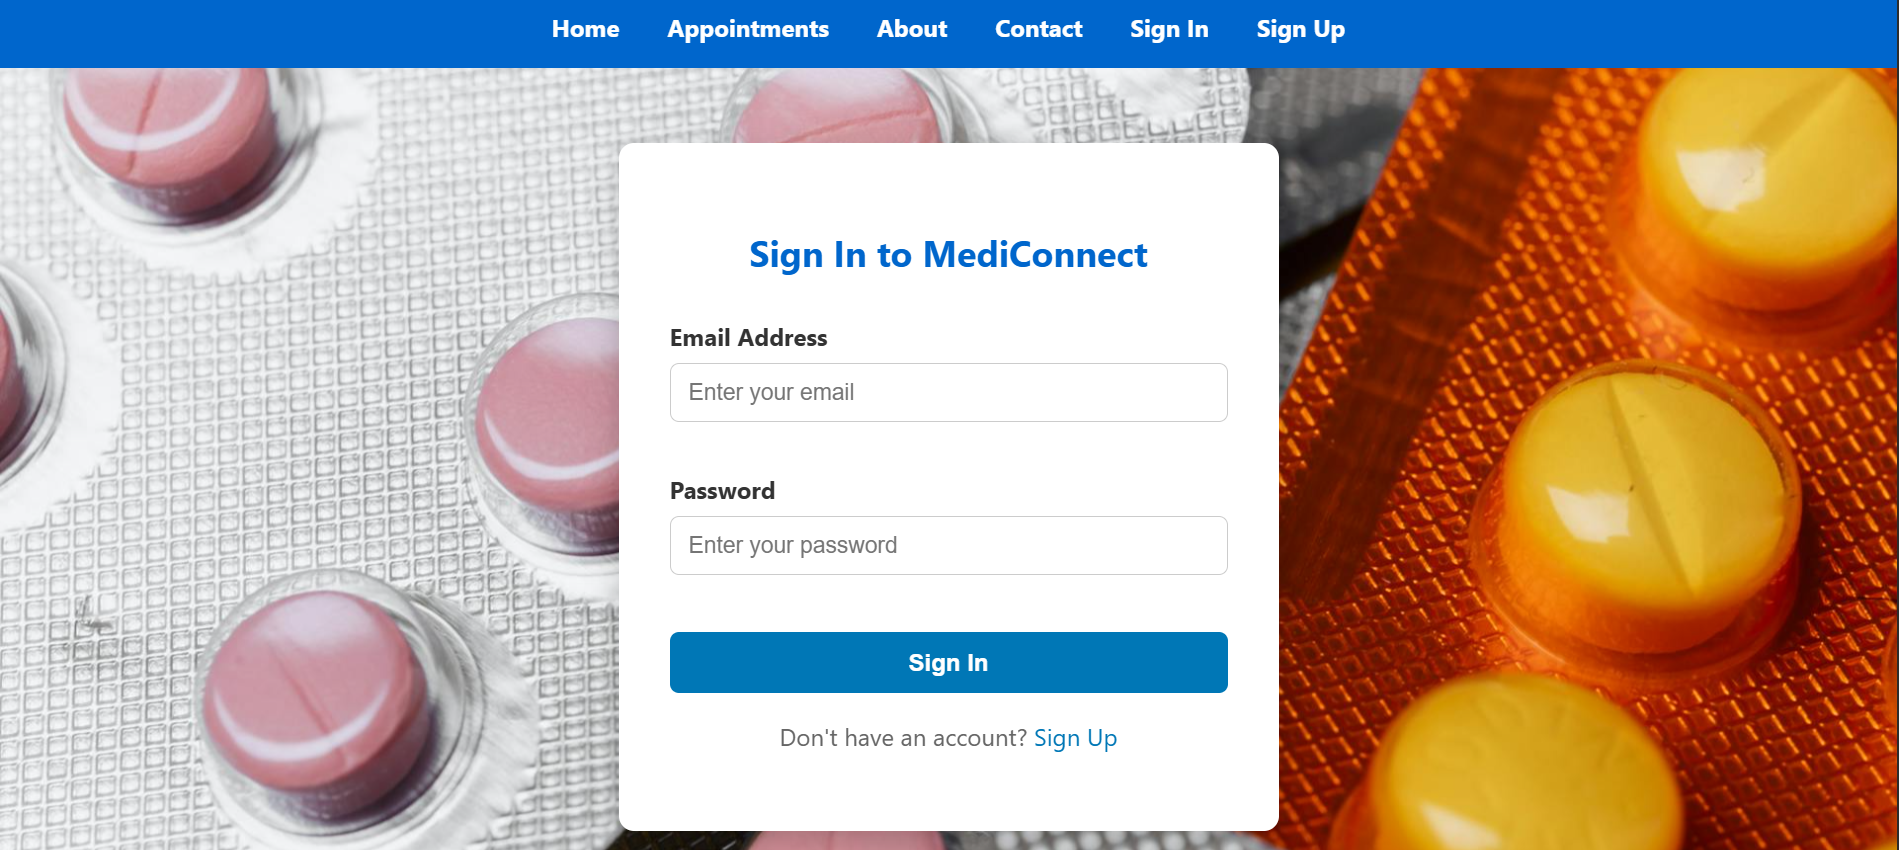 Home Appointments About Contact Sign In Sign Up
Sign In to MediConnect
Email Address
Enter your email
Password
Enter your password
Sign In
Don't have an account? Sign Up